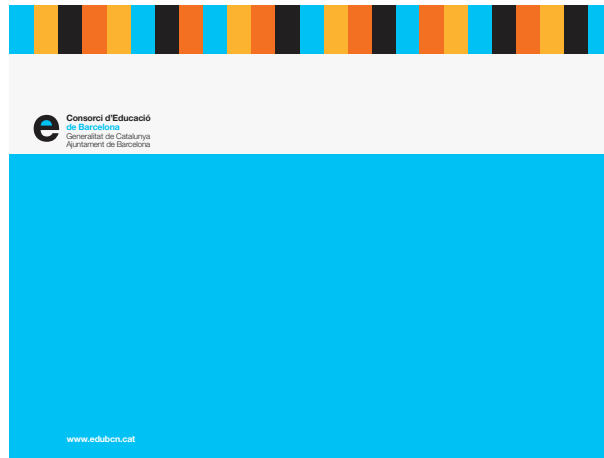 Consorci d'Educació
de Barcelona
Generalitat de Catalunya
Ajuntament de Barcelona
www.edubcn.cat